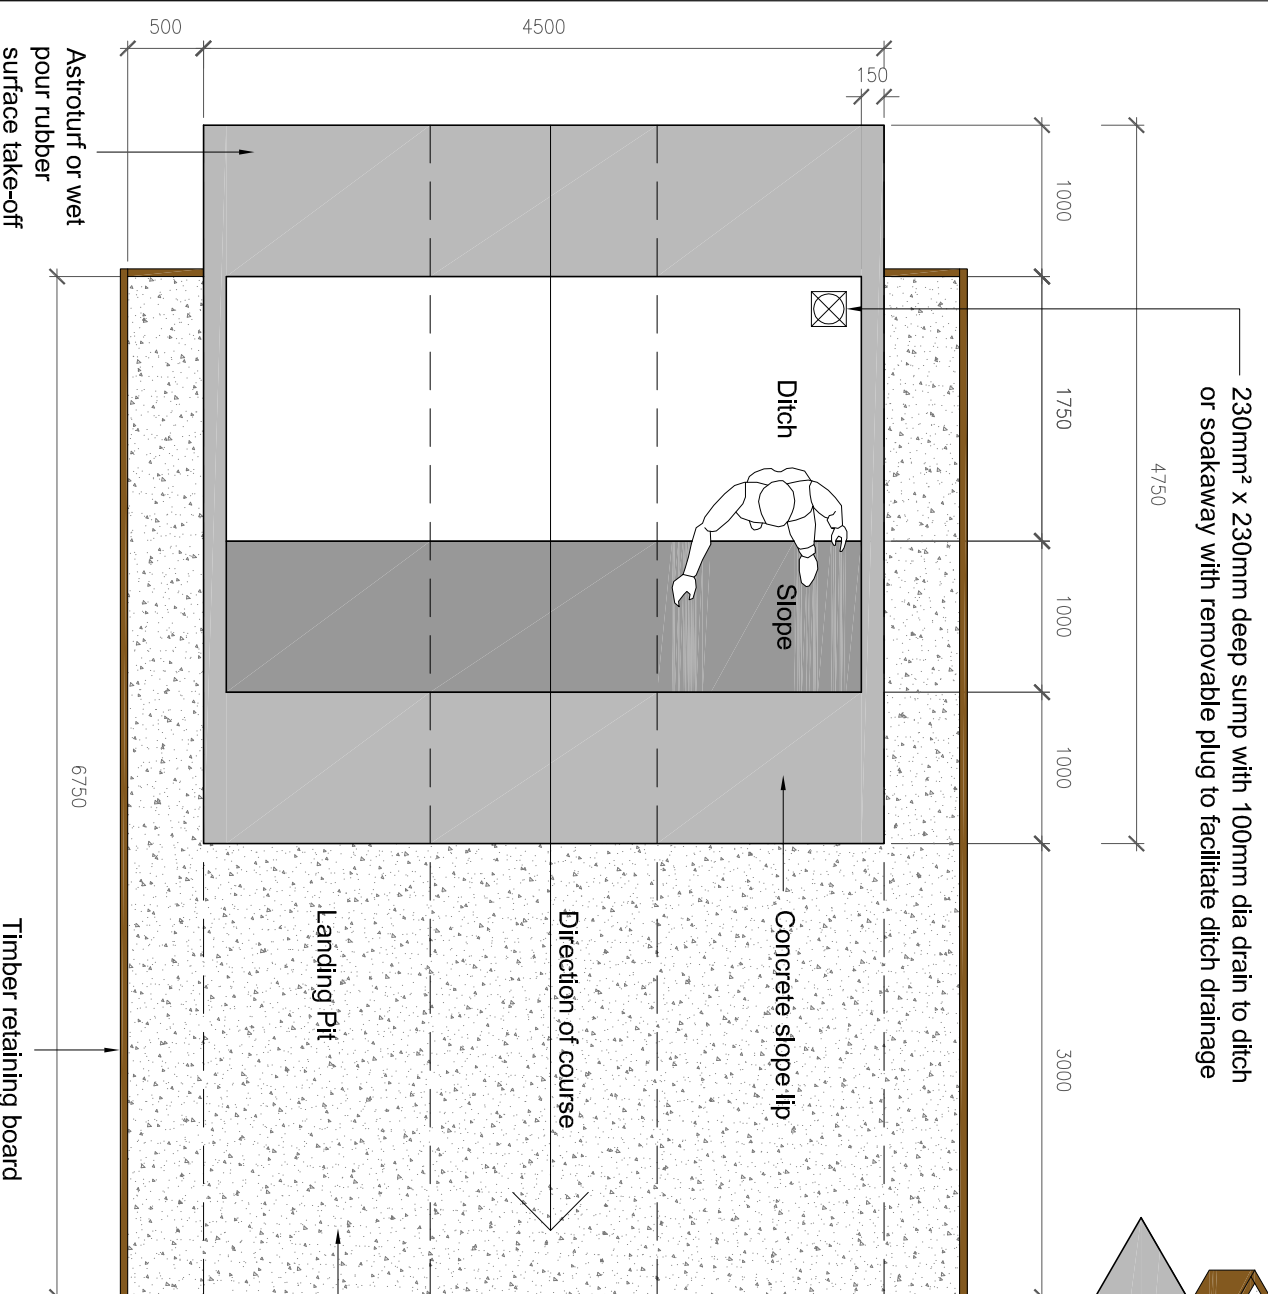 500
4500
150
Astroturf or wet
pour rubber
surface take-off
1000
1750
4750
1000
1000
3000
6750
230mm² x 230mm deep sump with 100mm dia drain to ditch
or soakaway with removable plug to facilitate ditch drainage
Ditch
Slope
Concrete slope lip
Direction of course
Landing Pit
Timber retaining board